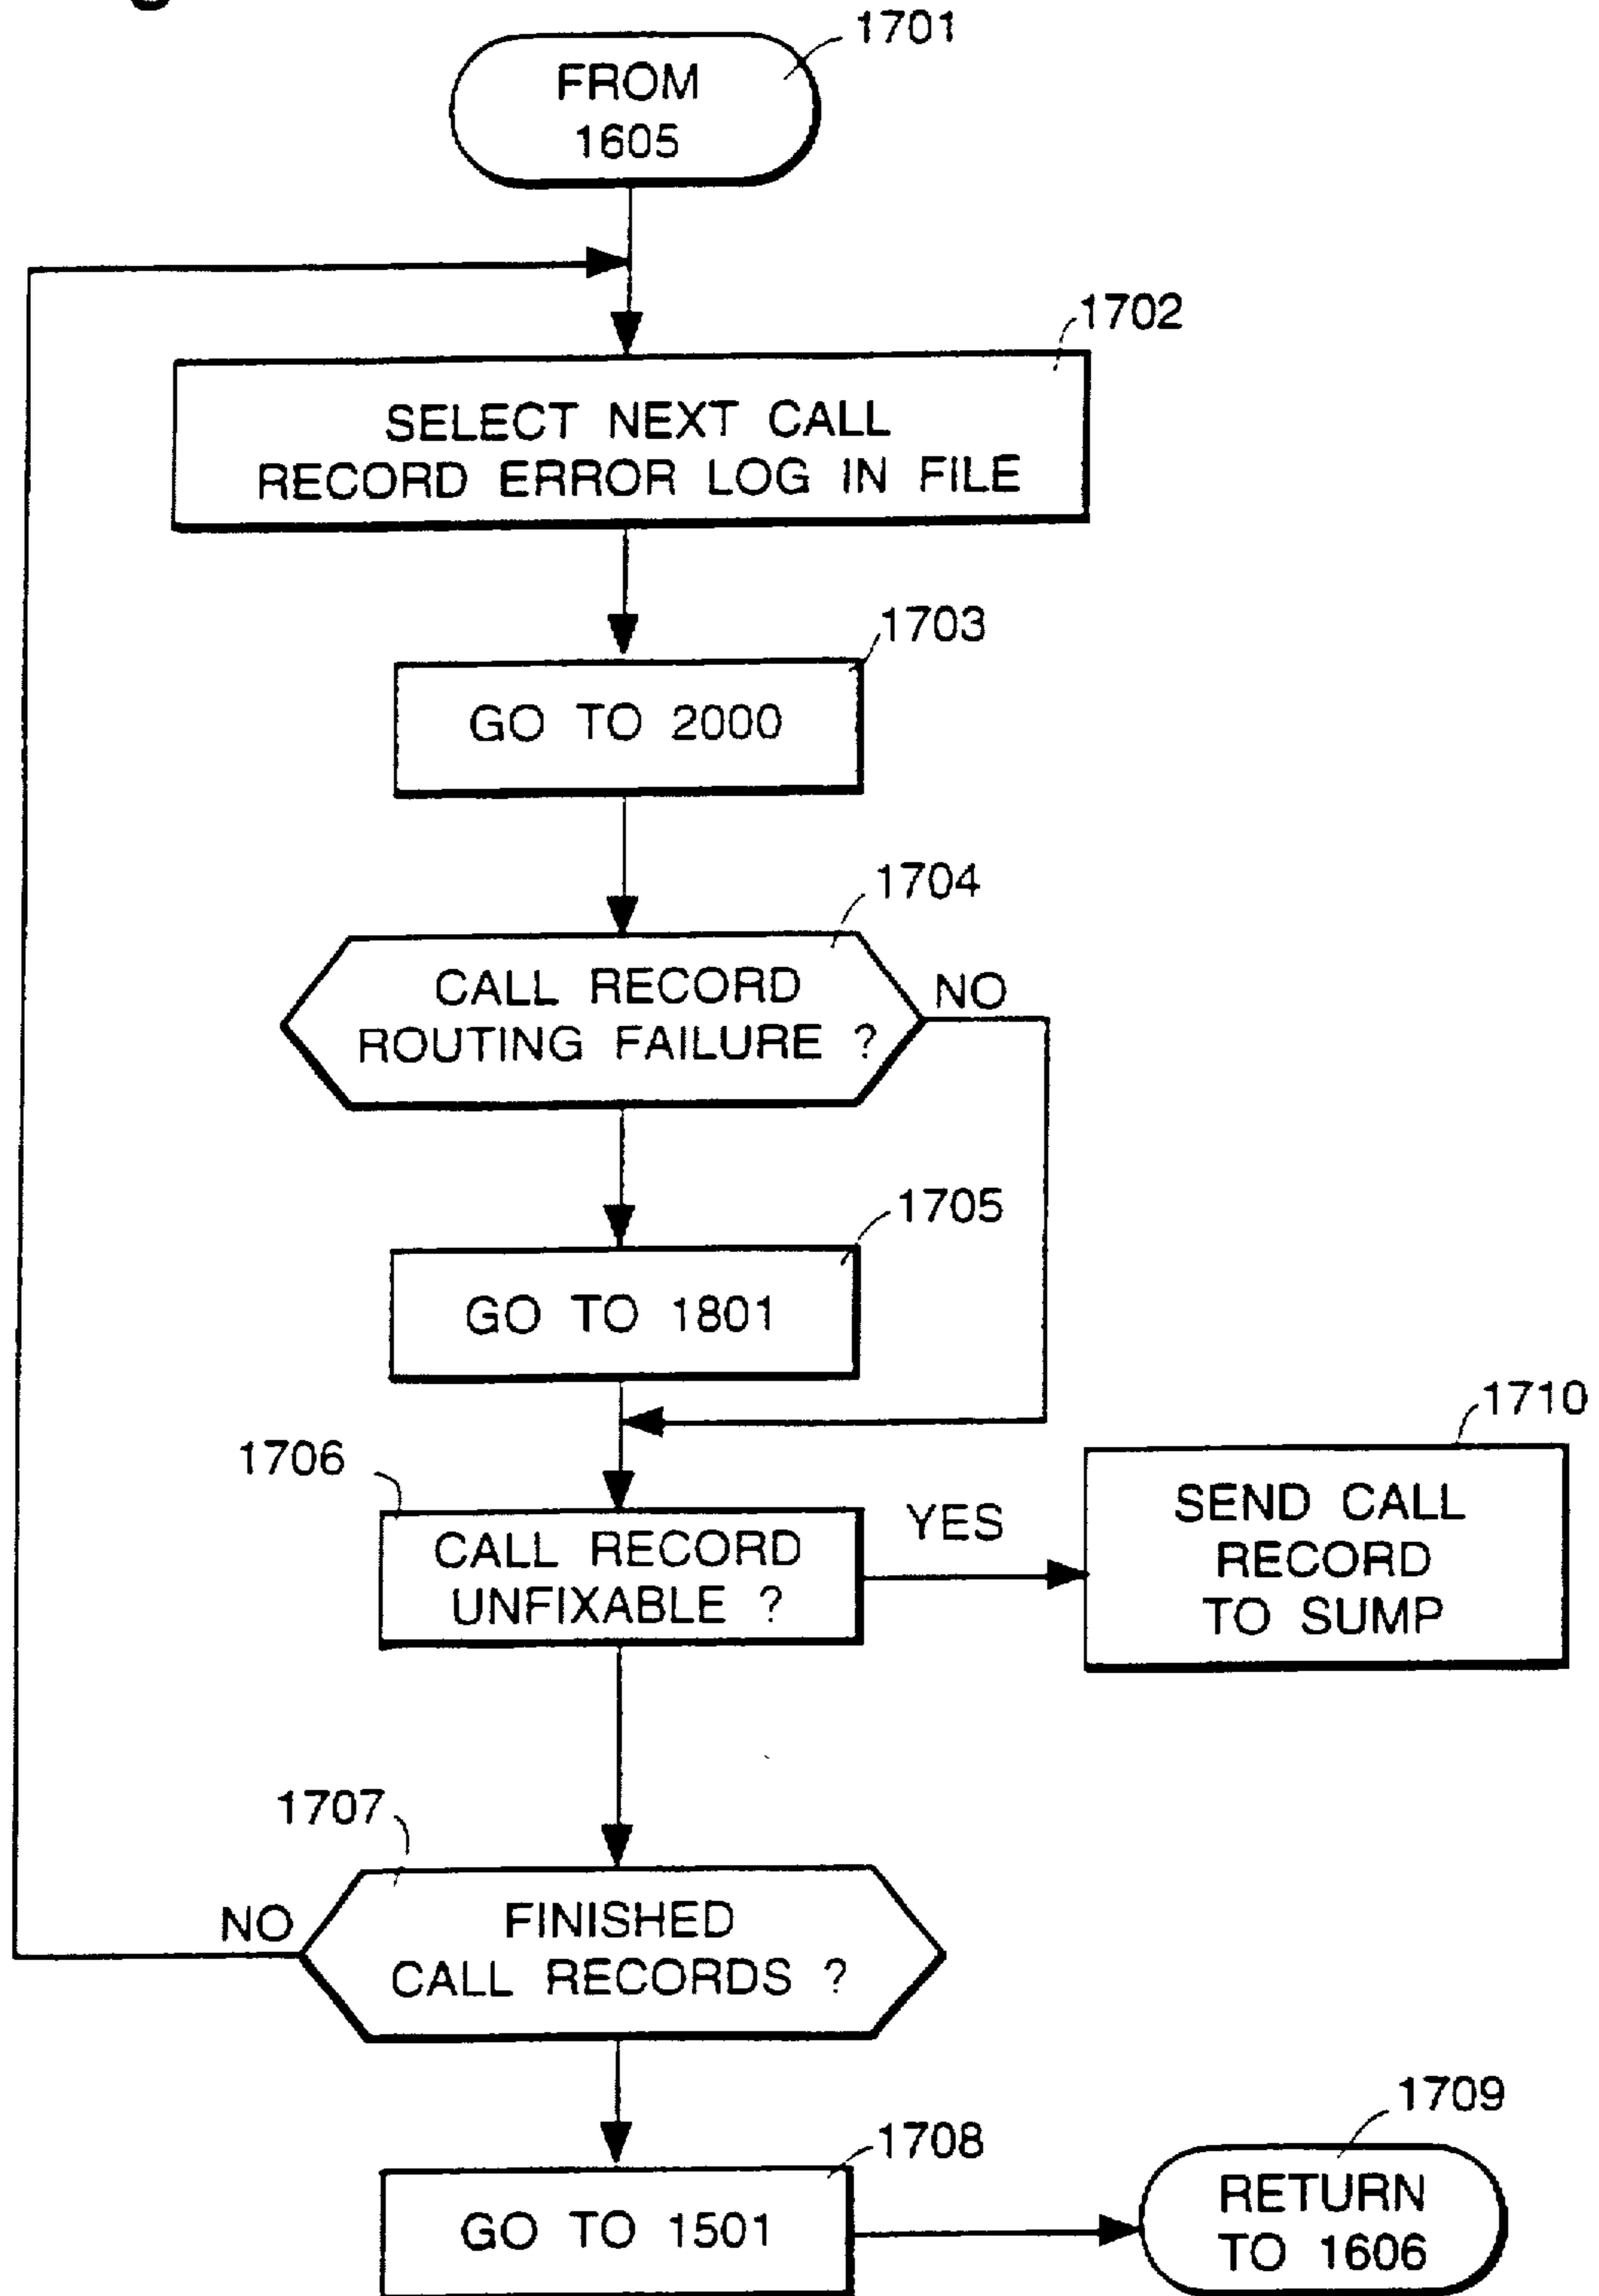 1701
FROM
1605
1702
SELECT NEXT CALL
RECORD ERROR LOG IN FILE
1703
GO TO 2000
1704
CALL RECORD
ROUTING FAILURE ?
NO
1705
GO TO 1801
1710
1706
CALL RECORD
UNFIXABLE ?
YES
SEND CALL
RECORD
TO SUMP
1707
NO
FINISHED
CALL RECORDS ?
1709
1708
GO TO 1501
RETURN
TO 1606